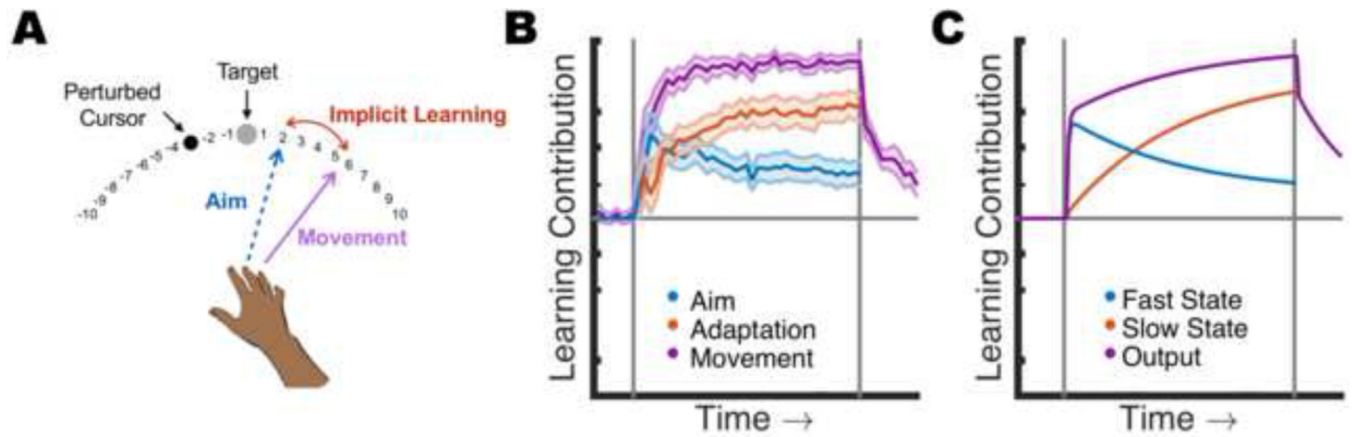 A
Target
Perturbed
Cursor
Implicit Learning
-10 -9 -8 -7 -6 -5 -4 -2 -1 1 2 3 4 5 6 7 8 9 10
Aim
Movement
B
Learning Contribution
Aim
Adaptation
Movement
Time →
C
Learning Contribution
Fast State
Slow State
Output
Time →